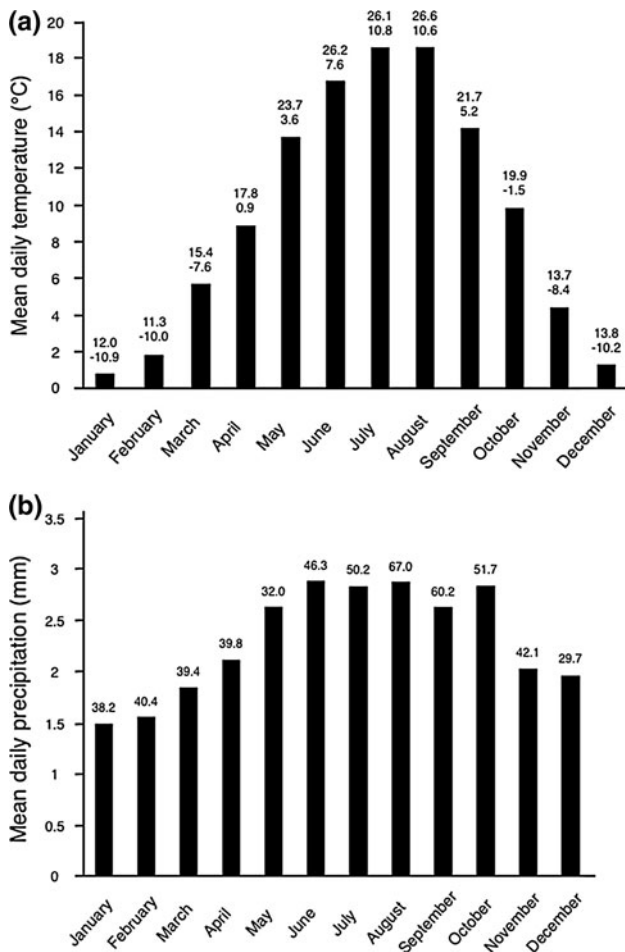 (a)
Mean daily temperature (°C)
20
18
16
14
12
10
8
6
4
2
0
12.0
-10.9
11.3
-10.0
15.4
-7.6
17.8
0.9
23.7
3.6
26.2
7.6
26.1
10.8
26.6
10.6
21.7
5.2
19.9
-1.5
13.7
-8.4
13.8
-10.2
January
February
March
April
May
June
July
August
September
October
November
December
(b)
Mean daily precipitation (mm)
3.5
3
2.5
2
1.5
1
0.5
0
38.2
40.4
39.4
39.8
32.0
46.3
50.2
67.0
60.2
51.7
42.1
29.7
January
February
March
April
May
June
July
August
September
October
November
December